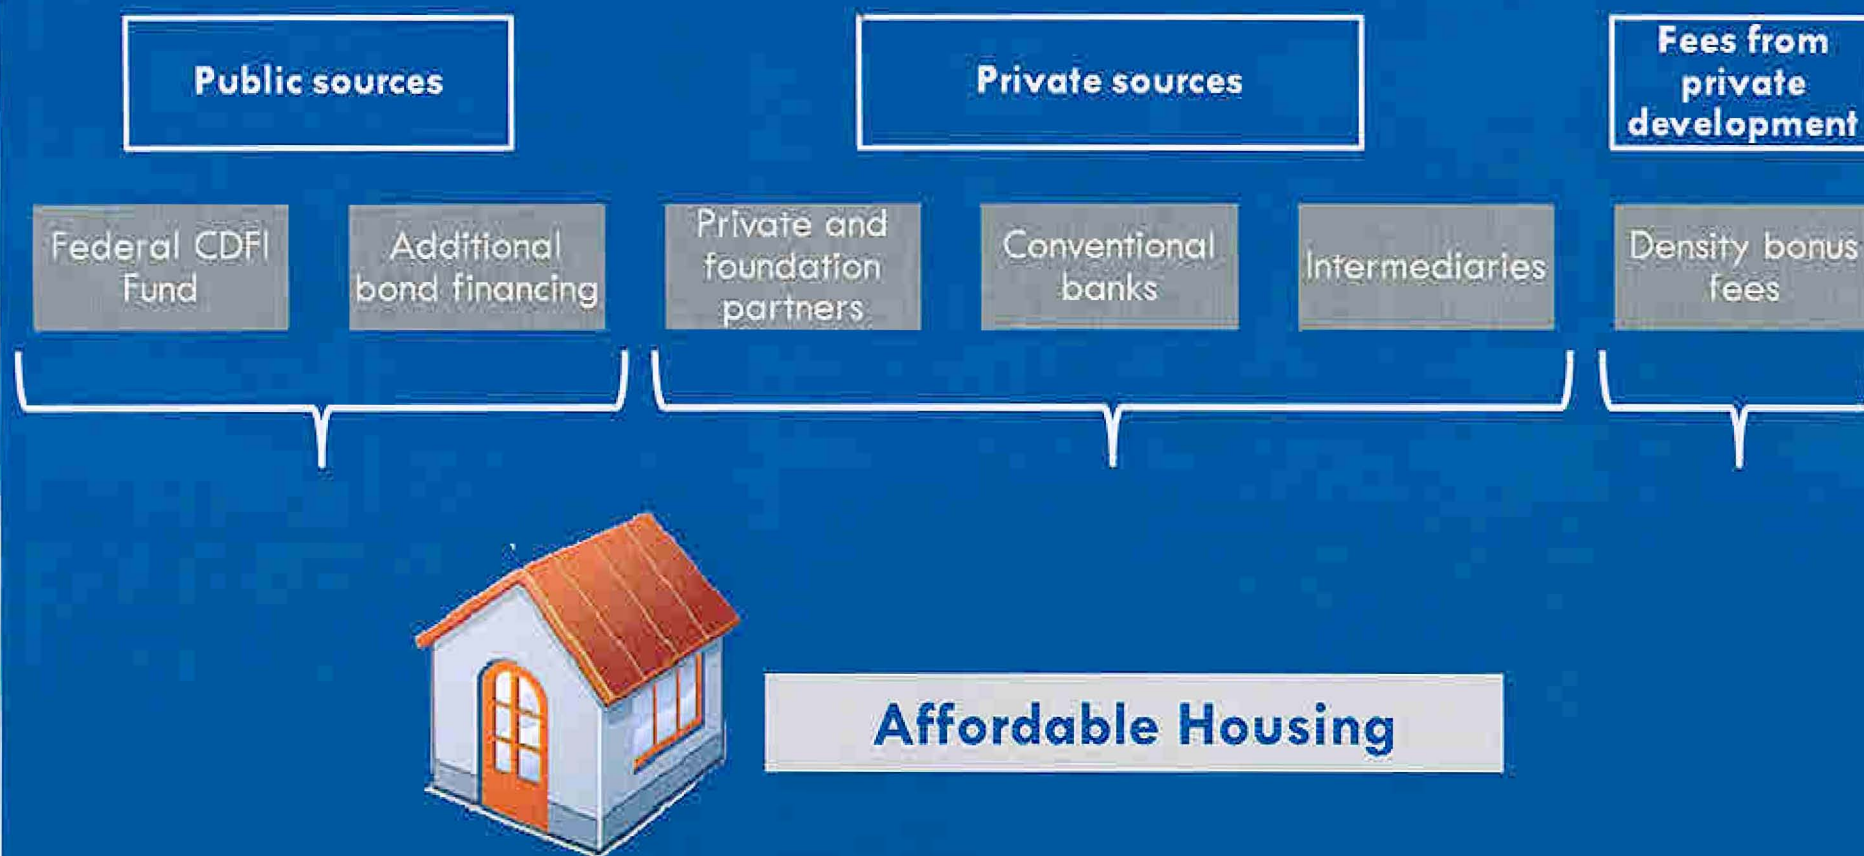 Public sources
Private sources
Fees from
private
development
Federal CDFI
Fund
Additional
bond financing
Private and
foundation
partners
Conventional
banks
Intermediaries
Density bonus
fees
Affordable Housing